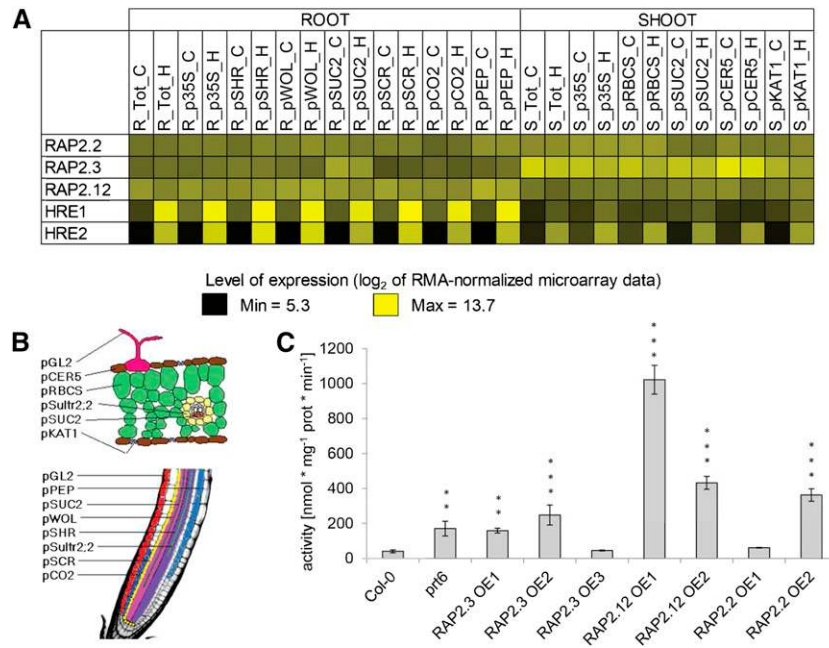 A
ROOT SHOOT
R_Tot_C R_Tot_H R_p35S_C R_p35S_H R_pSHR_C R_pSHR_H R_pWOL_C R_pWOL_H R_pSUC2_C R_pSUC2_H R_pSCR_C R_pSCR_H R_pCO2_C R_pCO2_H R_pPEP_C R_pPEP_H S_Tot_C S_Tot_H S_p35S_C S_p35S_H S_pRBCS_C S_pRBCS_H S_pSUC2_C S_pSUC2_H S_pCER5_C S_pCER5_H S_pKAT1_C S_pKAT1_H
RAP2.2
RAP2.3
RAP2.12
HRE1
HRE2
Level of expression (log2 of RMA-normalized microarray data)
Min = 5.3 Max = 13.7
B
pGL2
pCER5
pRBCS
pSultr2;2
pSUC2
pKAT1
pGL2
pPEP
pSUC2
pWOL
pSHR
pSultr2;2
pSCR
pCO2
C
activity [nmol * mg-1 prot * min-1]
1200
1000
800
600
400
200
0
* *
* *
* * *
* * *
* * *
* * *
Col-0
prt6
RAP2.3 OE1
RAP2.3 OE2
RAP2.3 OE3
RAP2.12 OE1
RAP2.12 OE2
RAP2.2 OE1
RAP2.2 OE2